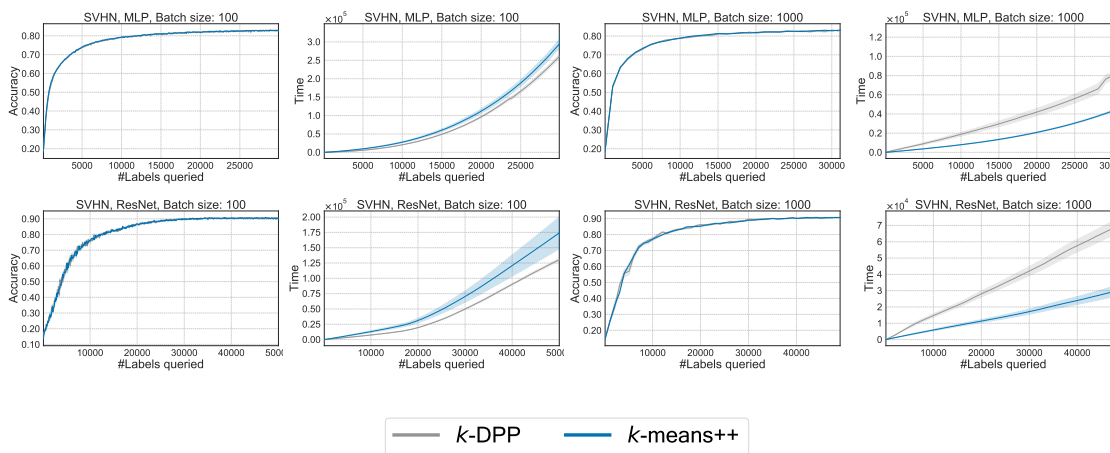 SVHN, MLP, Batch size: 100
Accuracy
0.80
0.70
0.60
0.50
0.40
0.30
0.20
5000 10000 15000 20000 25000
#Labels queried
SVHN, MLP, Batch size: 100
×10⁵
Time
3.0
2.5
2.0
1.5
1.0
0.5
0.0
5000 10000 15000 20000 25000
#Labels queried
SVHN, MLP, Batch size: 1000
Accuracy
0.80
0.70
0.60
0.50
0.40
0.30
0.20
5000 10000 15000 20000 25000 30000
#Labels queried
SVHN, MLP, Batch size: 1000
×10⁵
Time
1.2
1.0
0.8
0.6
0.4
0.2
0.0
5000 10000 15000 20000 25000
#Labels queried
SVHN, ResNet, Batch size: 100
Accuracy
0.90
0.80
0.70
0.60
0.50
0.40
0.30
0.20
0.10
10000 20000 30000 40000
#Labels queried
SVHN, ResNet, Batch size: 100
×10⁵
Time
2.00
1.75
1.50
1.25
1.00
0.75
0.50
0.25
0.00
10000 20000 30000 40000
#Labels queried
SVHN, ResNet, Batch size: 1000
Accuracy
0.90
0.80
0.70
0.60
0.50
0.40
0.30
0.20
10000 20000 30000 40000
#Labels queried
SVHN, ResNet, Batch size: 1000
×10⁴
Time
7
6
5
4
3
2
1
0
10000 20000 30000 40000
#Labels queried
k-DPP k-means++